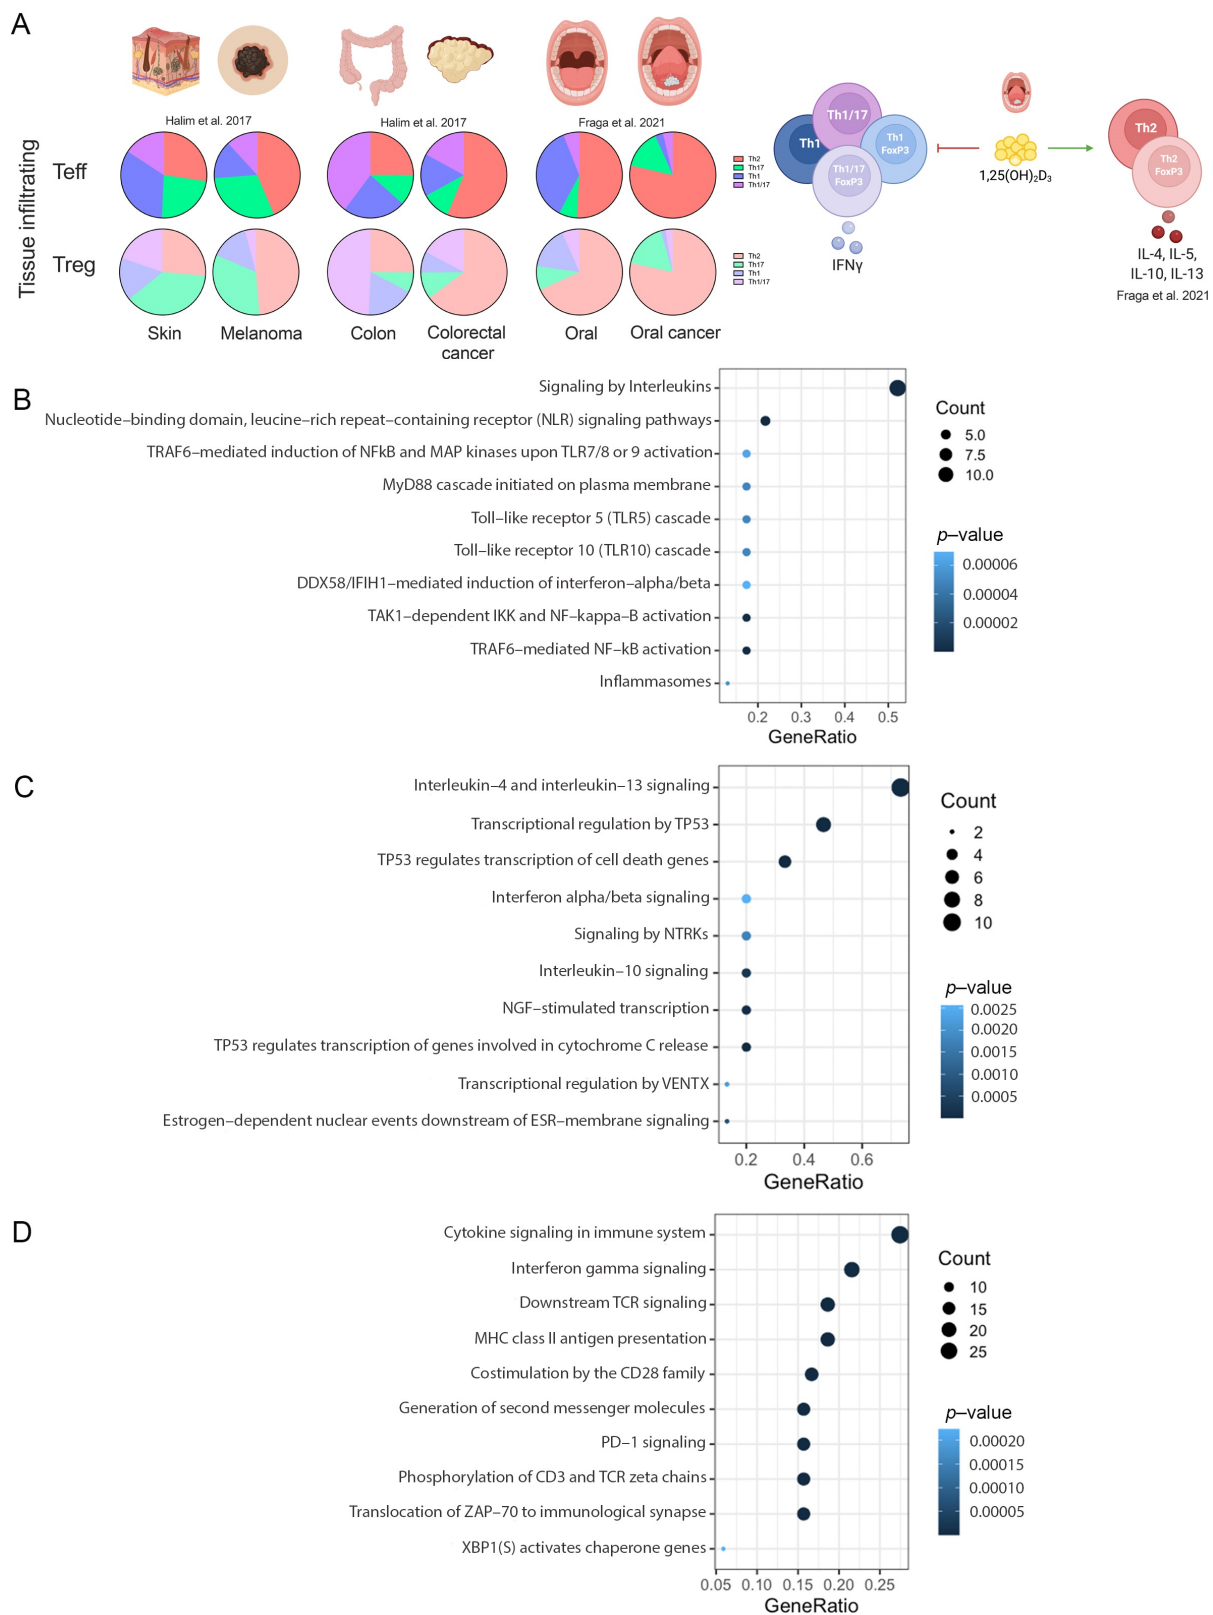 A
Halim et al. 2017
Halim et al. 2017
Fraga et al. 2021
Tissue infiltrating
Teff
Treg
Th2
Th17
Th1
Th1/17
Th2
Th17
Th1
Th1/17
Skin
Melanoma
Colon
Colorectal
cancer
Oral
Oral cancer
Th1/17
Th1
Th1
FoxP3
Th1/17
FoxP3
IFNγ
1,25(OH)₂D₃
Th2
Th2
FoxP3
IL-4, IL-5,
IL-10, IL-13
Fraga et al. 2021
B
Signaling by Interleukins
Nucleotide–binding domain, leucine–rich repeat–containing receptor (NLR) signaling pathways
TRAF6–mediated induction of NFkB and MAP kinases upon TLR7/8 or 9 activation
MyD88 cascade initiated on plasma membrane
Toll–like receptor 5 (TLR5) cascade
Toll–like receptor 10 (TLR10) cascade
DDX58/IFIH1–mediated induction of interferon–alpha/beta
TAK1–dependent IKK and NF–kappa–B activation
TRAF6–mediated NF–kB activation
Inflammasomes
0.2 0.3 0.4 0.5
GeneRatio
Count
5.0
7.5
10.0
p–value
0.00006
0.00004
0.00002
C
Interleukin–4 and interleukin–13 signaling
Transcriptional regulation by TP53
TP53 regulates transcription of cell death genes
Interferon alpha/beta signaling
Signaling by NTRKs
Interleukin–10 signaling
NGF–stimulated transcription
TP53 regulates transcription of genes involved in cytochrome C release
Transcriptional regulation by VENTX
Estrogen–dependent nuclear events downstream of ESR–membrane signaling
0.2 0.4 0.6
GeneRatio
Count
2
4
6
8
10
p–value
0.0025
0.0020
0.0015
0.0010
0.0005
D
Cytokine signaling in immune system
Interferon gamma signaling
Downstream TCR signaling
MHC class II antigen presentation
Costimulation by the CD28 family
Generation of second messenger molecules
PD–1 signaling
Phosphorylation of CD3 and TCR zeta chains
Translocation of ZAP–70 to immunological synapse
XBP1(S) activates chaperone genes
0.05 0.10 0.15 0.20 0.25
GeneRatio
Count
10
15
20
25
p–value
0.00020
0.00015
0.00010
0.00005